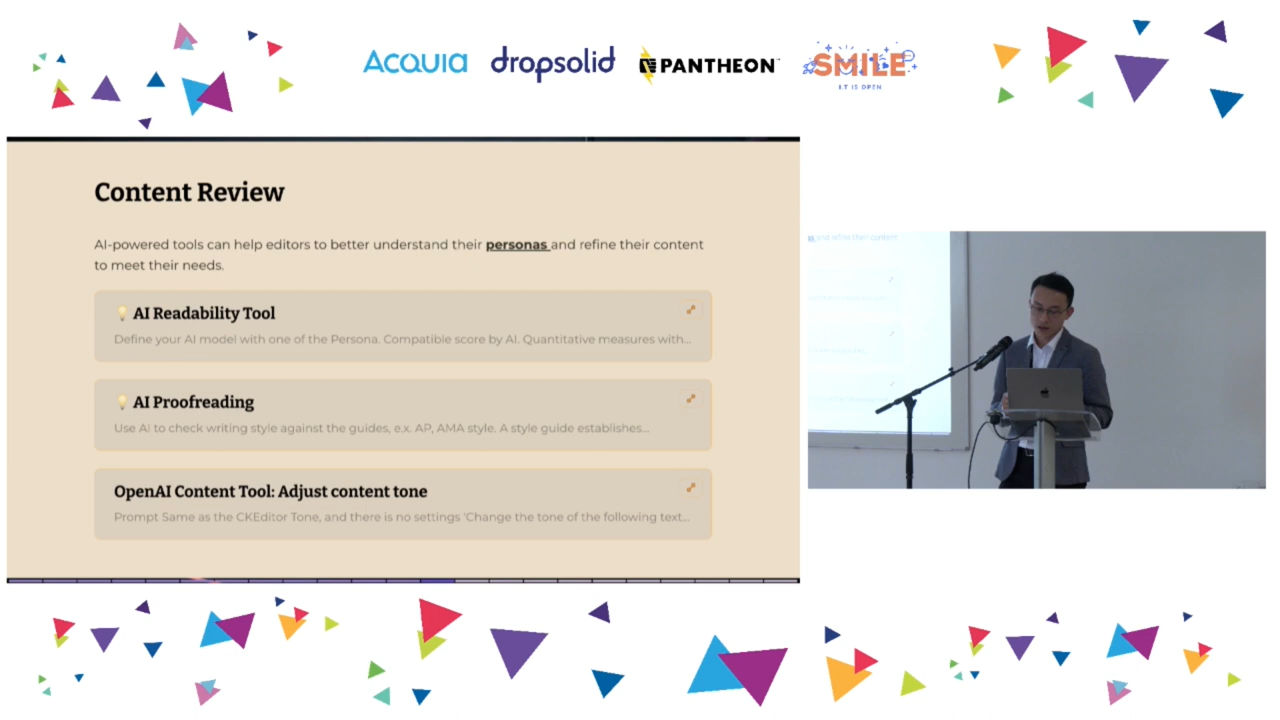 ACQUIA dropsolid PANTHEON SMILE
I.T IS OPEN
Content Review
AI-powered tools can help editors to better understand their personas and refine their content
to meet their needs.
AI Readability Tool
Define your AI model with one of the Persona. Compatible score by AI. Quantitative measures with...
AI Proofreading
Use AI to check writing style against the guides, e.x. AP, AMA style. A style guide establishes...
OpenAI Content Tool: Adjust content tone
Prompt Same as the CKEditor Tone, and there is no settings 'Change the tone of the following text...
and refine their content